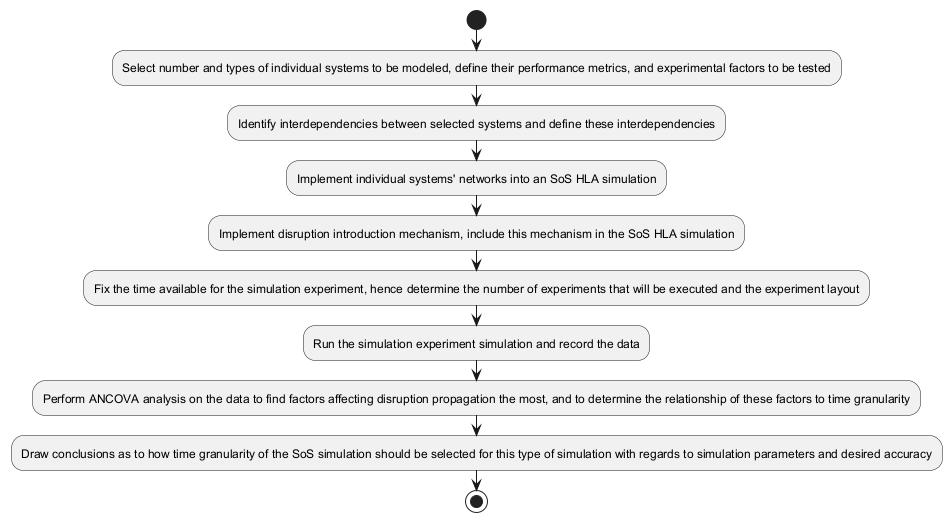 Select number and types of individual systems to be modeled, define their performance metrics, and experimental factors to be tested
Identify interdependencies between selected systems and define these interdependencies
Implement individual systems' networks into an SoS HLA simulation
Implement disruption introduction mechanism, include this mechanism in the SoS HLA simulation
Fix the time available for the simulation experiment, hence determine the number of experiments that will be executed and the experiment layout
Run the simulation experiment simulation and record the data
Perform ANCOVA analysis on the data to find factors affecting disruption propagation the most, and to determine the relationship of these factors to time granularity
Draw conclusions as to how time granularity of the SoS simulation should be selected for this type of simulation with regards to simulation parameters and desired accuracy